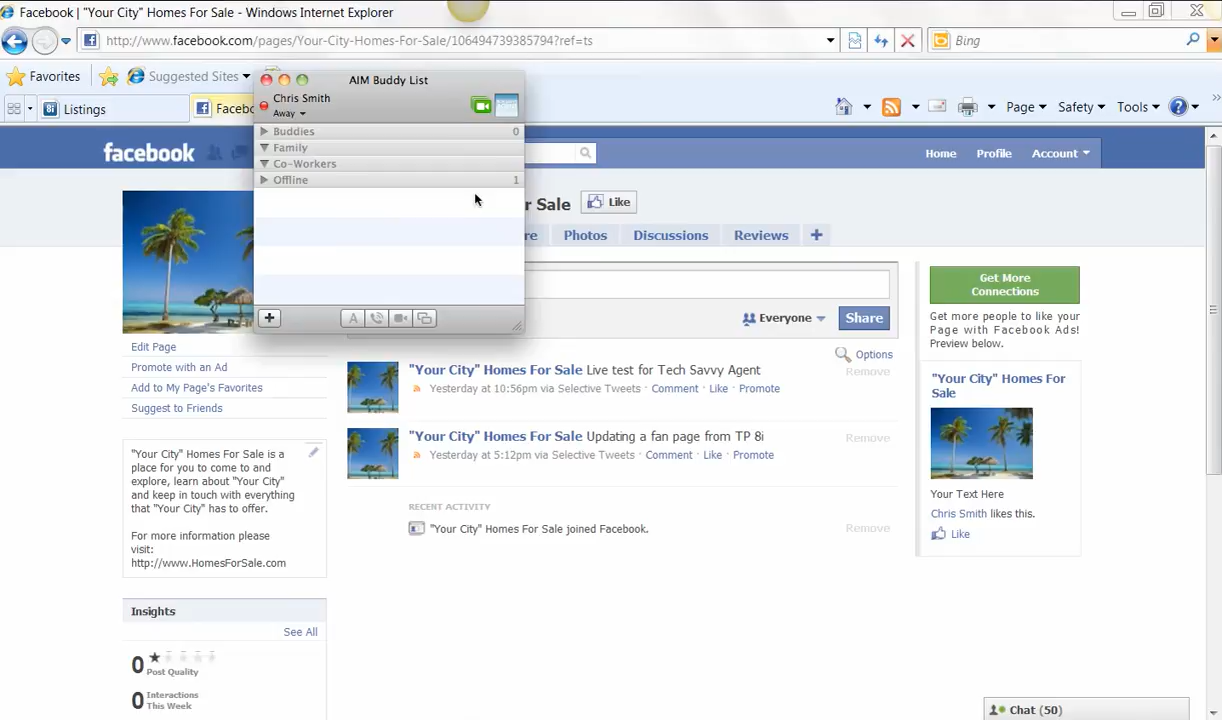 Facebook | "Your City" Homes For Sale - Windows Internet Explorer
http://www.facebook.com/pages/Your-City-Homes-For-Sale/106494739385794?ref=ts
Bing
Favorites
Suggested Sites
AIM Buddy List
Chris Smith
Away
Buddies 0
Family
Co-Workers
Offline 1
A
Listings
Facebo
Page
Safety
Tools
facebook
Home
Profile
Account
r Sale
Like
re
Photos
Discussions
Reviews
+
Everyone
Share
Options
Edit Page
Promote with an Ad
Add to My Page's Favorites
Suggest to Friends
"Your City" Homes For Sale is a
place for you to come to and
explore, learn about "Your City"
and keep in touch with everything
that "Your City" has to offer.
For more information please
visit:
http://www.HomesForSale.com
Insights
See All
0 Post Quality
0 Interactions
This Week
"Your City" Homes For Sale Live test for Tech Savvy Agent
Remove
Yesterday at 10:56pm via Selective Tweets · Comment · Like · Promote
"Your City" Homes For Sale Updating a fan page from TP 8i
Remove
Yesterday at 5:12pm via Selective Tweets · Comment · Like · Promote
RECENT ACTIVITY
"Your City" Homes For Sale joined Facebook.
Remove
Get More
Connections
Get more people to like your
Page with Facebook Ads!
Preview below.
"Your City" Homes For
Sale
Your Text Here
Chris Smith likes this.
Like
Chat (50)